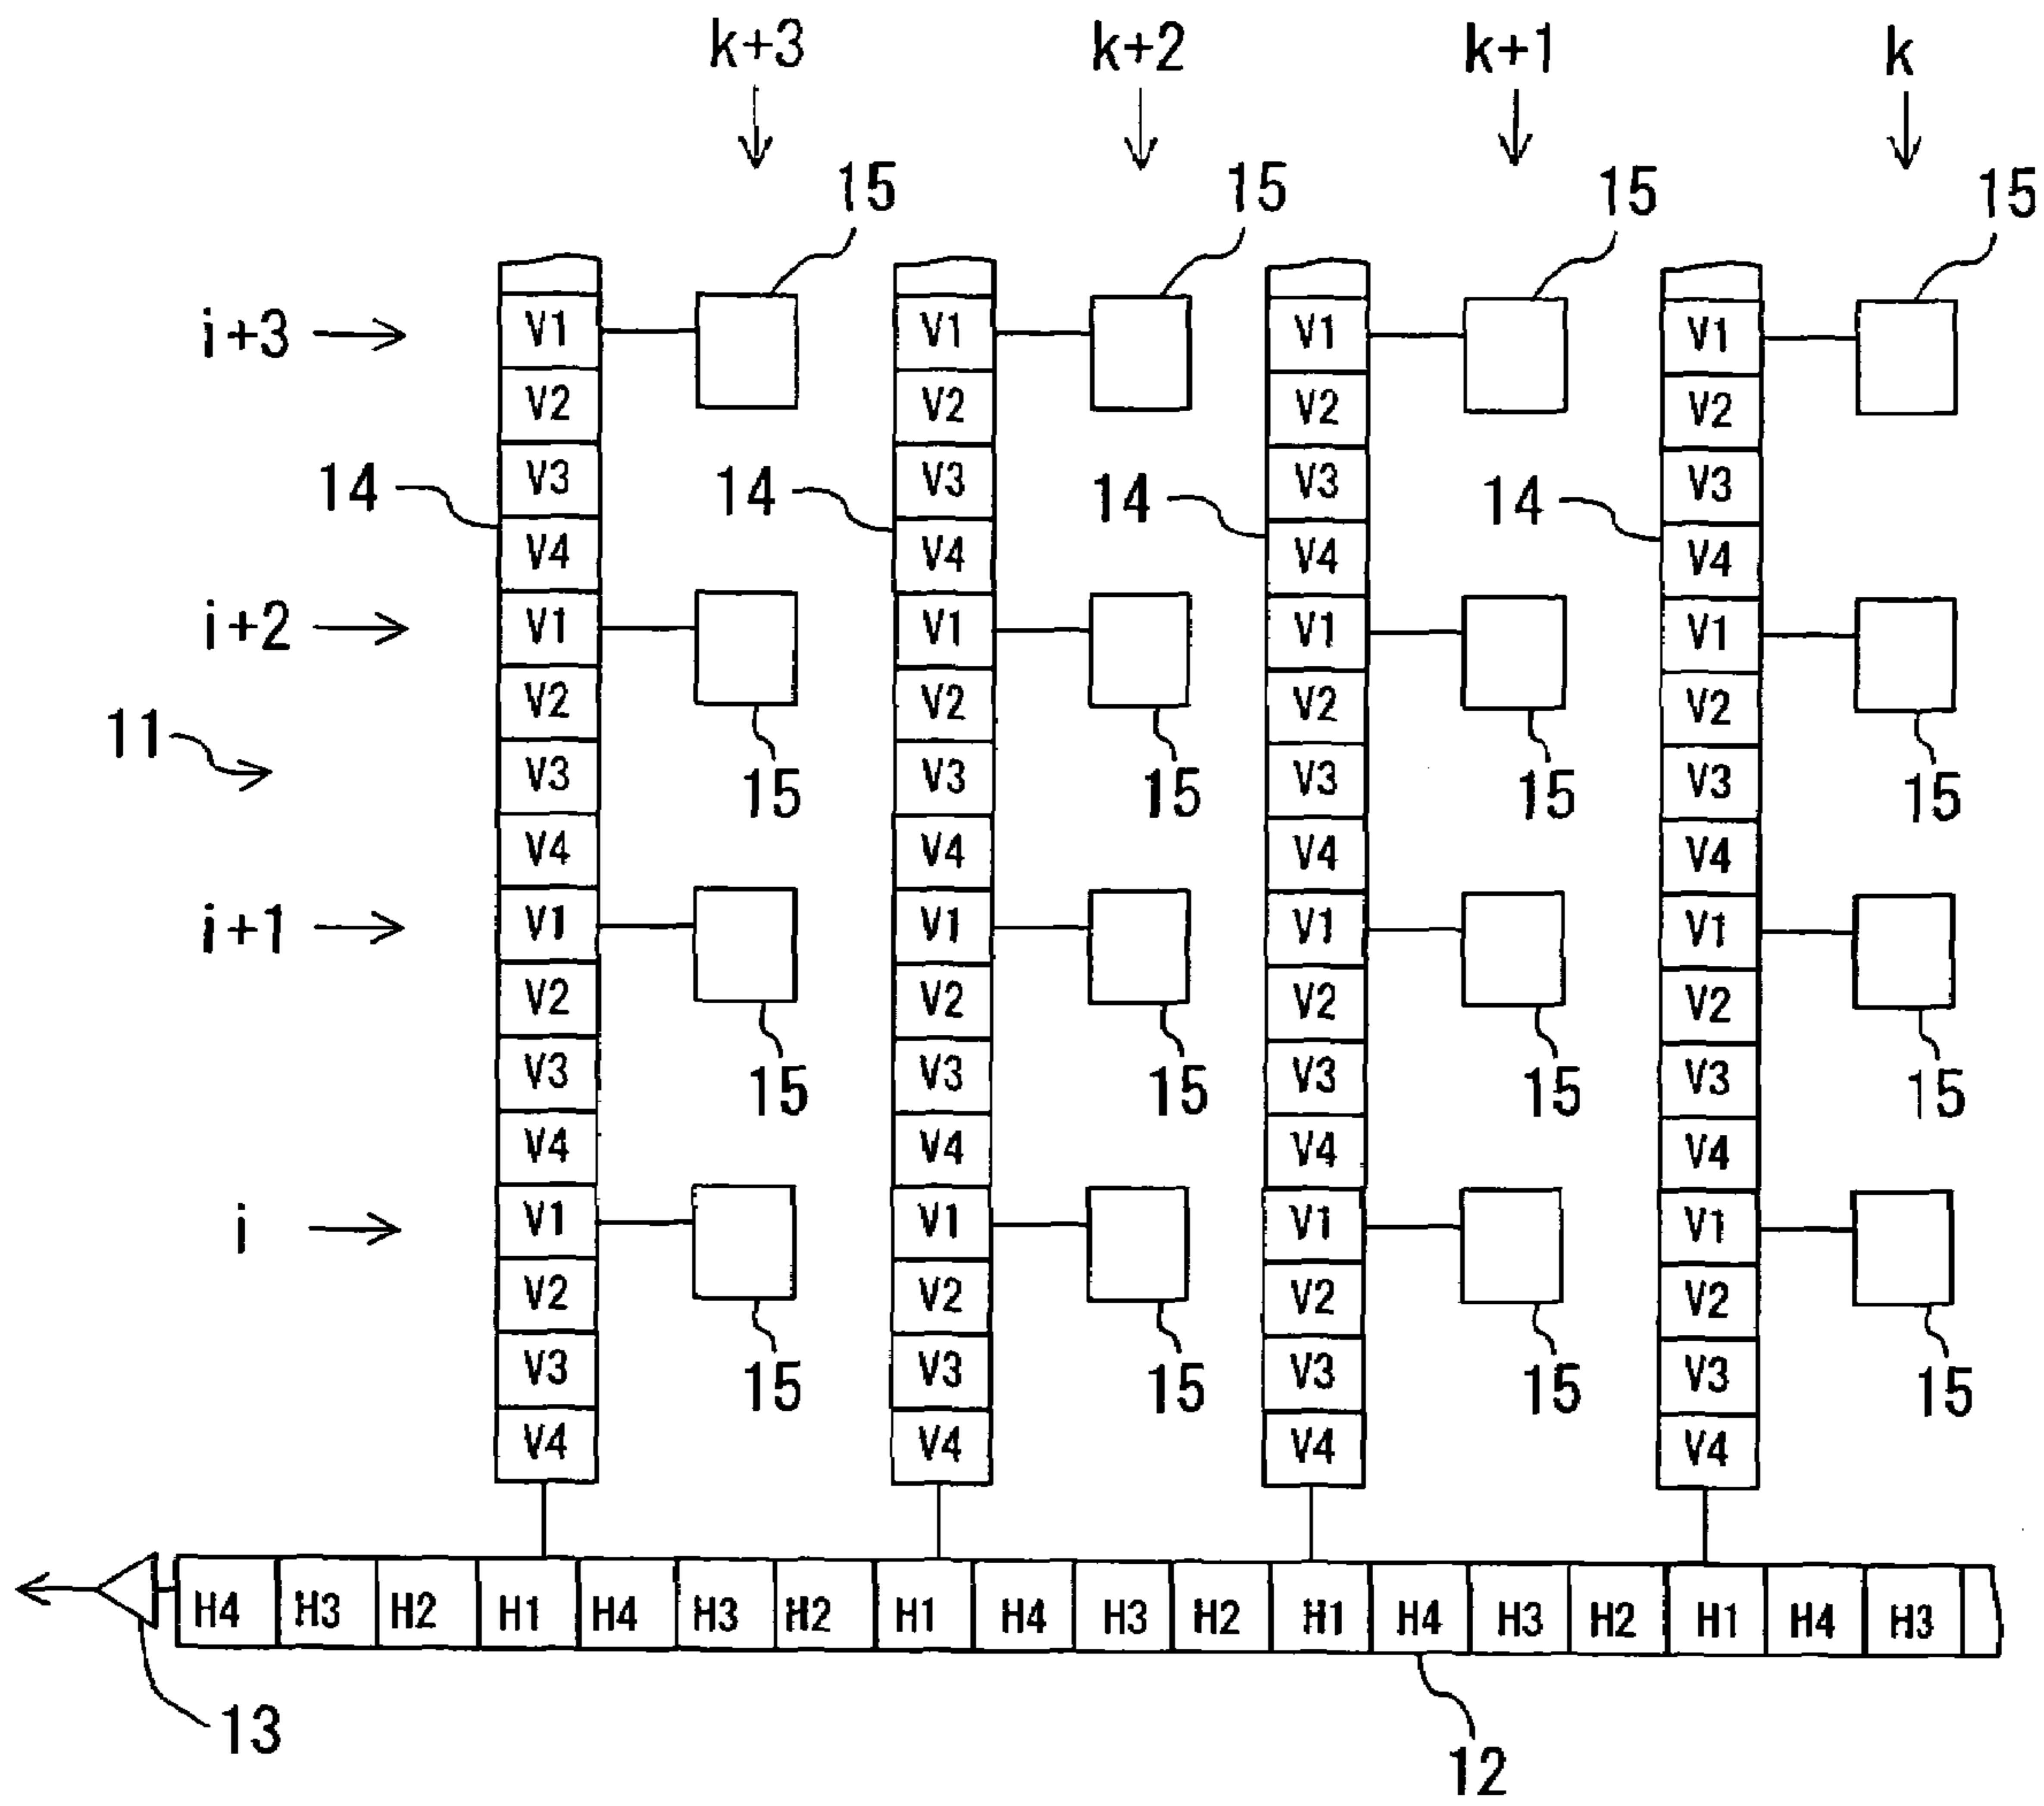 k+3 k+2 k+1 k
15 15 15 15
i+3 V1 V1 V1 V1
V2 V2 V2 V2
14 V3 14 V3 14 V3 14 V3
V4 V4 V4 V4
i+2 V1 V1 V1 V1
V2 V2 V2 V2
11 V3 15 V3 15 V3 15 V3 15
V4 V4 V4 V4
i+1 V1 V1 V1 V1
V2 V2 V2 V2
V3 15 V3 15 V3 15 V3 15
V4 V4 V4 V4
i V1 V1 V1 V1
V2 V2 V2 V2
V3 15 V3 15 V3 15 V3 15
V4 V4 V4 V4
H4 H3 H2 H1 H4 H3 H2 H1 H4 H3 H2 H1 H4 H3 H2 H1 H4 H3
13
12